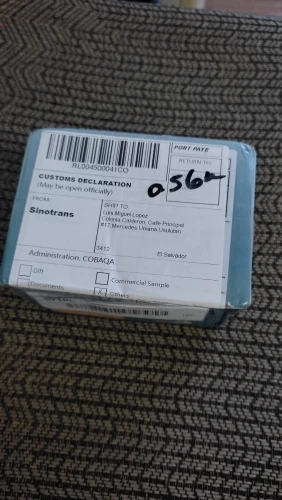 RL004500041CO
PORT PAYE
RETURN TO:
CUSTOMS DECLARATION
(May be open officially)
FROM:
Sinotrans
SHIP TO:
Luis Miguel Lopez
Colonia Calderon, Calle Principal
#17 Mercedes Umana Usulutan
3412
El Salvador
Administration: COBAQA
Gift
Commercial Sample
Documents
X
Others